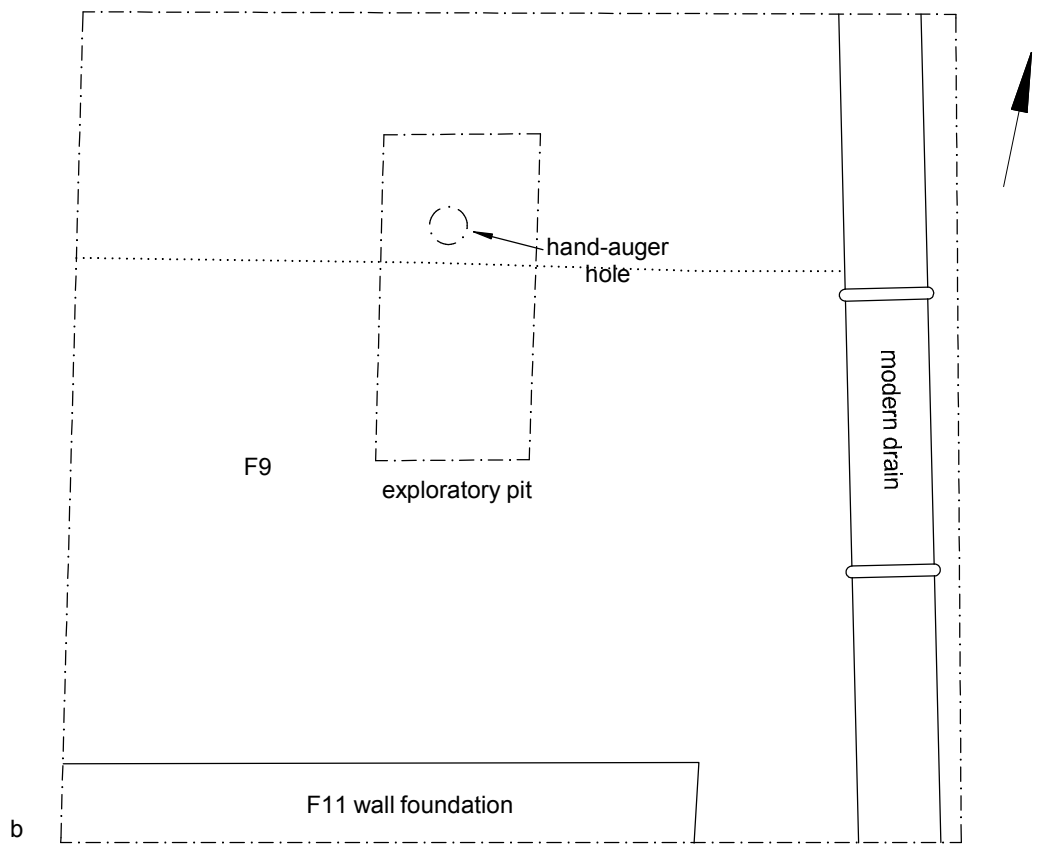 hand-auger
hole
modern drain
F9
exploratory pit
F11 wall foundation
b